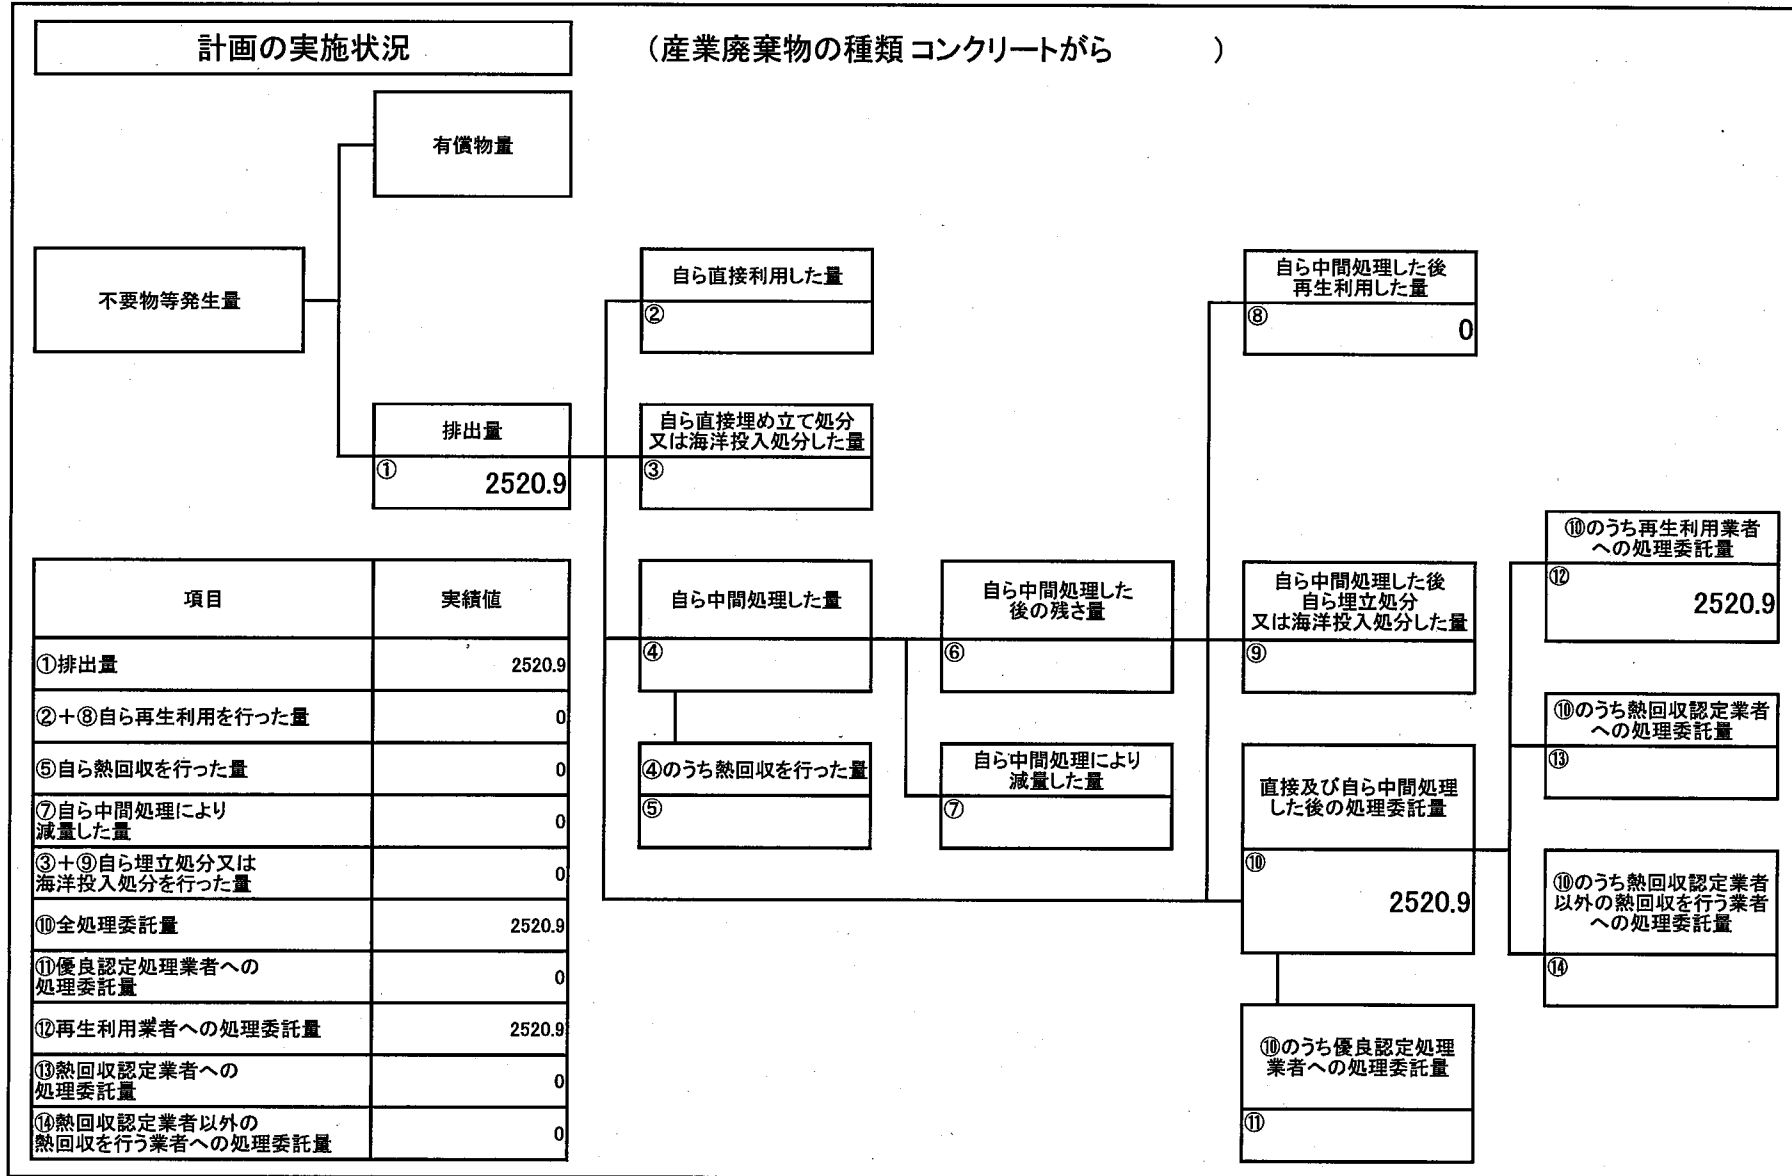 計画の実施状況
(産業廃棄物の種類 コンクリートがら )
有償物量
不要物等発生量
排出量
①
2520.9
自ら直接利用した量
②
自ら直接埋め立て処分
又は海洋投入処分した量
③
自ら中間処理した量
④
④のうち熱回収を行った量
⑤
自ら中間処理した
後の残さ量
⑥
自ら中間処理により
減量した量
⑦
自ら中間処理した後
再生利用した量
⑧
0
自ら中間処理した後
自ら埋立処分
又は海洋投入処分した量
⑨
直接及び自ら中間処理
した後の処理委託量
⑩
2520.9
⑩のうち優良認定処理
業者への処理委託量
⑪
⑩のうち再生利用業者
への処理委託量
⑫
2520.9
⑩のうち熱回収認定業者
への処理委託量
⑬
⑩のうち熱回収認定業者
以外の熱回収を行う業者
への処理委託量
⑭
項目 実績値
①排出量 2520.9
②+⑧自ら再生利用を行った量 0
⑤自ら熱回収を行った量 0
⑦自ら中間処理により
減量した量 0
③+⑨自ら埋立処分又は
海洋投入処分を行った量 0
⑩全処理委託量 2520.9
⑪優良認定処理業者への
処理委託量 0
⑫再生利用業者への処理委託量 2520.9
⑬熱回収認定業者への
処理委託量 0
⑭熱回収認定業者以外の
熱回収を行う業者への処理委託量 0